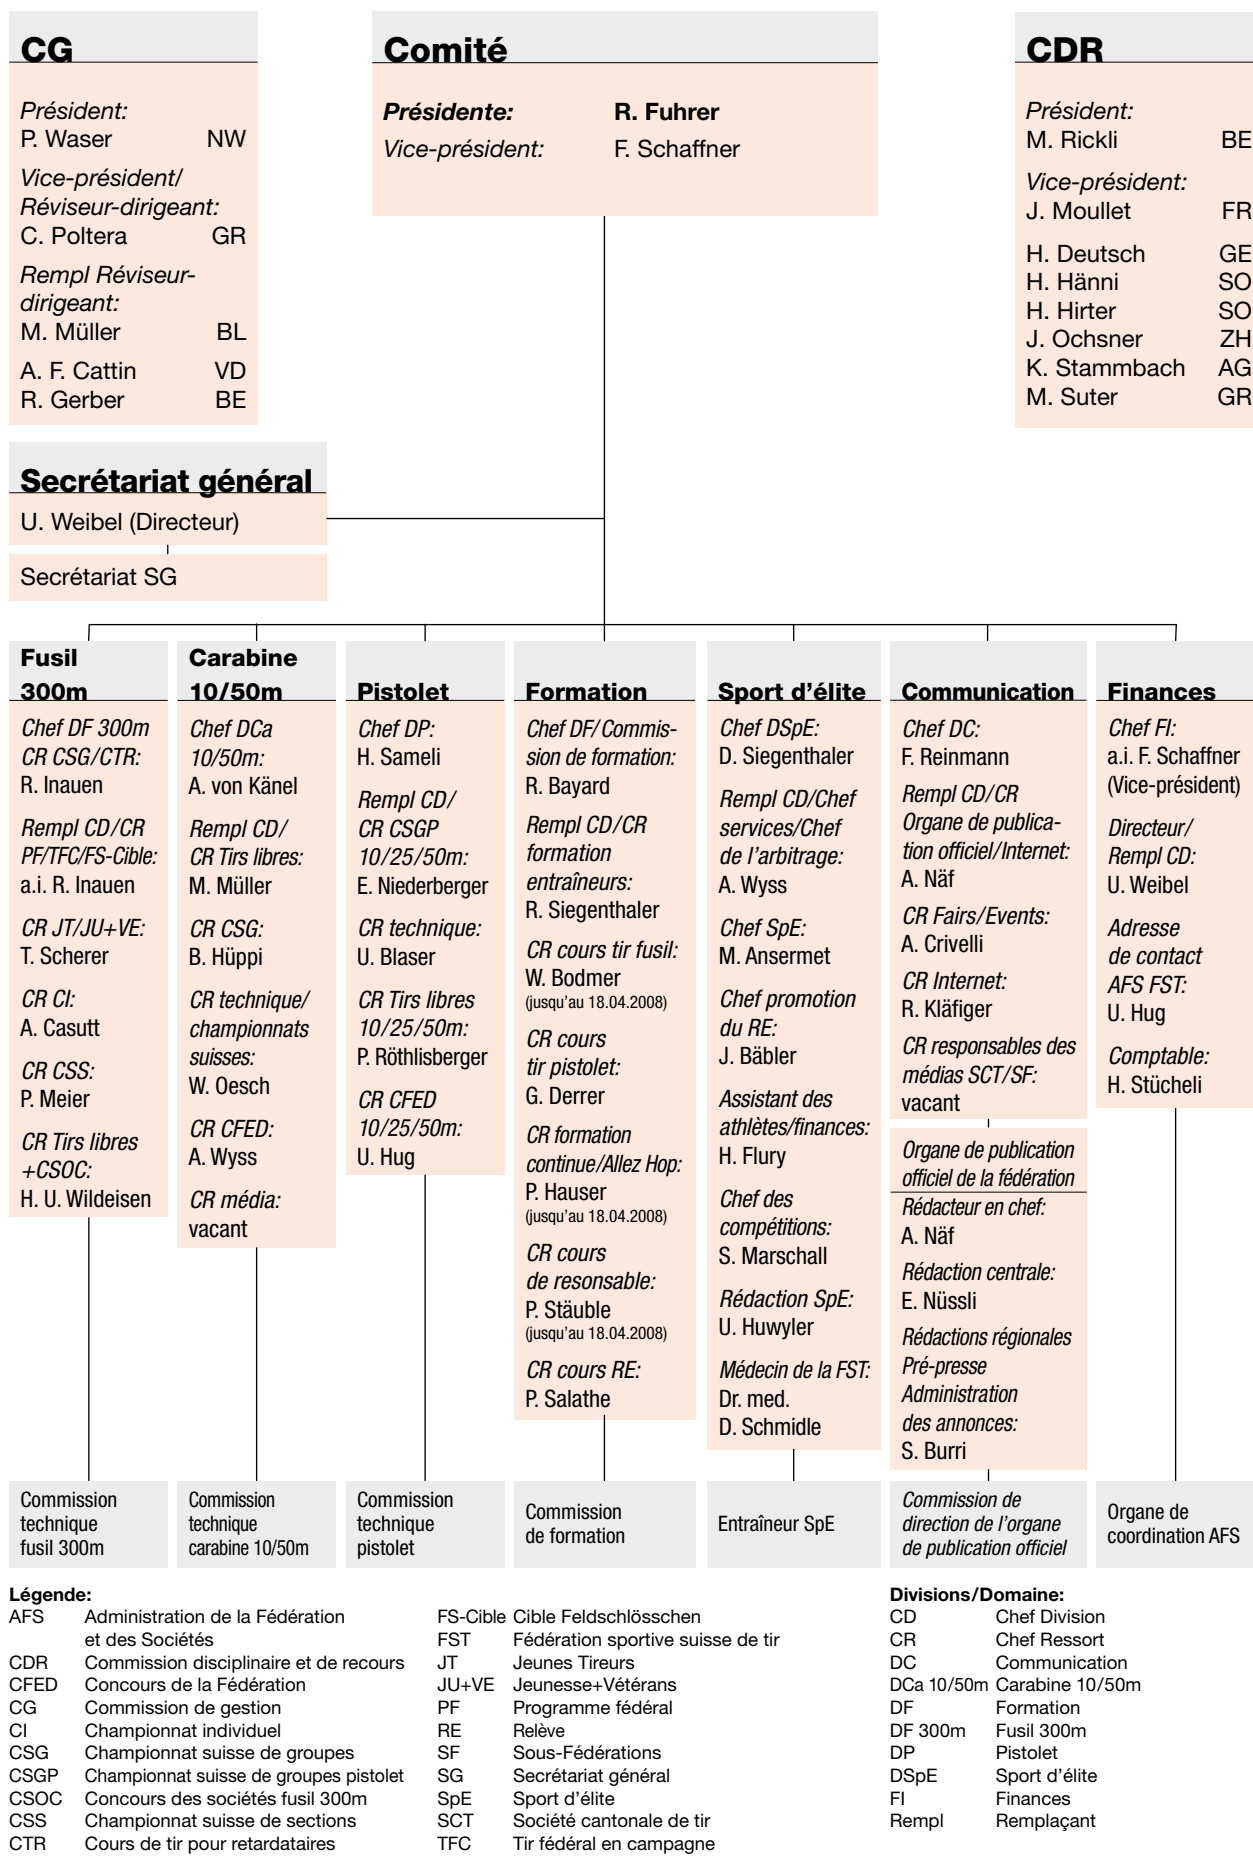 CG
Président:
P. Waser NW
Vice-président/
Réviseur-dirigeant:
C. Poltera GR
Rempl Réviseur-
dirigeant:
M. Müller BL
A. F. Cattin VD
R. Gerber BE
Comité
Présidente: R. Fuhrer
Vice-président: F. Schaffner
CDR
Président:
M. Rickli BE
Vice-président:
J. Moullet FR
H. Deutsch GE
H. Hänni SO
H. Hirter SO
J. Ochsner ZH
K. Stammbach AG
M. Suter GR
Secrétariat général
U. Weibel (Directeur)
Secrétariat SG
Fusil
300m
Chef DF 300m
CR CSG/CTR:
R. Inauen
Rempl CD/CR
PF/TFC/FS-Cible:
a.i. R. Inauen
CR JT/JU+VE:
T. Scherer
CR CI:
A. Casutt
CR CSS:
P. Meier
CR Tirs libres
+CSOC:
H. U. Wildeisen
Commission
technique
fusil 300m
Carabine
10/50m
Chef DCa
10/50m:
A. von Känel
Rempl CD/
CR Tirs libres:
M. Müller
CR CSG:
B. Hüppi
CR technique/
championnats
suisses:
W. Oesch
CR CFED:
A. Wyss
CR média:
vacant
Commission
technique
carabine 10/50m
Pistolet
Chef DP:
H. Sameli
Rempl CD/
CR CSGP
10/25/50m:
E. Niederberger
CR technique:
U. Blaser
CR Tirs libres
10/25/50m:
P. Röthlisberger
CR CFED
10/25/50m:
U. Hug
Commission
technique
pistolet
Formation
Chef DF/Commis-
sion de formation:
R. Bayard
Rempl CD/CR
formation
entraîneurs:
R. Siegenthaler
CR cours tir fusil:
W. Bodmer
(jusqu'au 18.04.2008)
CR cours
tir pistolet:
G. Derrer
CR formation
continue/Allez Hop:
P. Hauser
(jusqu'au 18.04.2008)
CR cours
de resonsable:
P. Stäuble
(jusqu'au 18.04.2008)
CR cours RE:
P. Salathe
Commission
de formation
Sport d'élite
Chef DSpE:
D. Siegenthaler
Rempl CD/Chef
services/Chef
de l'arbitrage:
A. Wyss
Chef SpE:
M. Ansermet
Chef promotion
du RE:
J. Bäbler
Assistant des
athlètes/finances:
H. Flury
Chef des
compétitions:
S. Marschall
Rédaction SpE:
U. Huwyler
Médecin de la FST:
Dr. med.
D. Schmidle
Entraîneur SpE
Communication
Chef DC:
F. Reinmann
Rempl CD/CR
Organe de publica-
tion officiel/Internet:
A. Näf
CR Fairs/Events:
A. Crivelli
CR Internet:
R. Kläfiger
CR responsables des
médias SCT/SF:
vacant
Organe de publication
officiel de la fédération
Rédacteur en chef:
A. Näf
Rédaction centrale:
E. Nüssli
Rédactions régionales
Pré-presse
Administration
des annonces:
S. Burri
Commission de
direction de l'organe
de publication officiel
Finances
Chef FI:
a.i. F. Schaffner
(Vice-président)
Directeur/
Rempl CD:
U. Weibel
Adresse
de contact
AFS FST:
U. Hug
Comptable:
H. Stücheli
Organe de
coordination AFS
Légende:
AFS Administration de la Fédération
et des Sociétés
CDR Commission disciplinaire et de recours
CFED Concours de la Fédération
CG Commission de gestion
CI Championnat individuel
CSG Championnat suisse de groupes
CSGP Championnat suisse de groupes pistolet
CSOC Concours des sociétés fusil 300m
CSS Championnat suisse de sections
CTR Cours de tir pour retardataires
FS-Cible Cible Feldschlösschen
FST Fédération sportive suisse de tir
JT Jeunes Tireurs
JU+VE Jeunesse+Vétérans
PF Programme fédéral
RE Relève
SF Sous-Fédérations
SG Secrétariat général
SpE Sport d'élite
SCT Société cantonale de tir
TFC Tir fédéral en campagne
Divisions/Domaine:
CD Chef Division
CR Chef Ressort
DC Communication
DCa 10/50m Carabine 10/50m
DF Formation
DF 300m Fusil 300m
DP Pistolet
DSpE Sport d'élite
FI Finances
Rempl Remplaçant